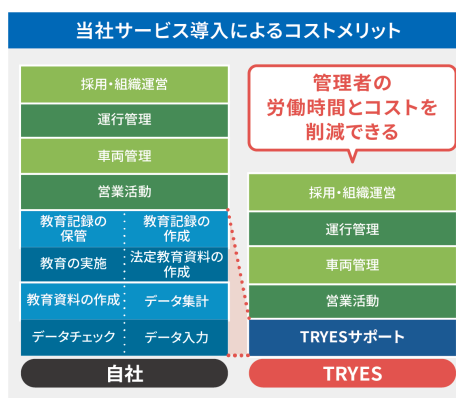 当社サービス導入によるコストメリット
管理者の
労働時間とコストを
削減できる
採用・組織運営
運行管理
車両管理
営業活動
教育記録の
保管
教育記録の
作成
教育の実施
法定教育資料の
作成
教育資料の作成
データ集計
データチェック
データ入力
自社
採用・組織運営
運行管理
車両管理
営業活動
TRYESサポート
TRYES